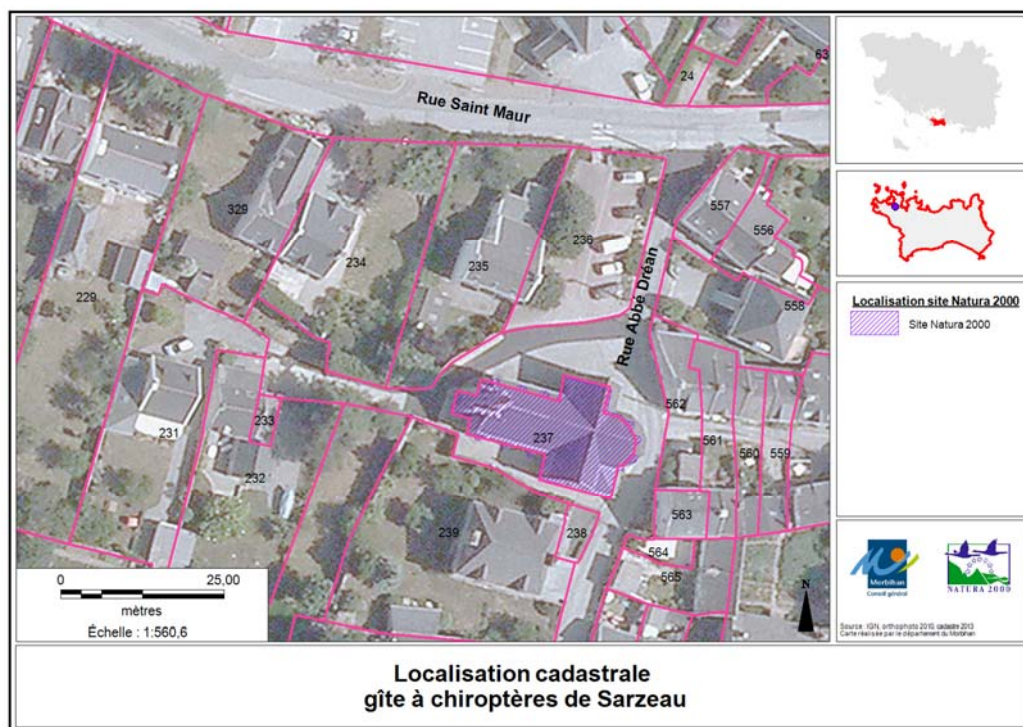 Rue Saint Maur
24
63
329
234
235
236
557
556
558
Rue Abbé Dréan
229
231
233
232
237
562
561
560
559
239
238
563
564
565
0 25,00
mètres
Échelle : 1:560,6
N
Localisation site Natura 2000
Site Natura 2000
Morbihan
Conseil général
NATURA 2000
Source : IGN, orthophots 2010, cadastre 2013
Carte réalisée par le département du Morbihan
Localisation cadastrale
gîte à chiroptères de Sarzeau